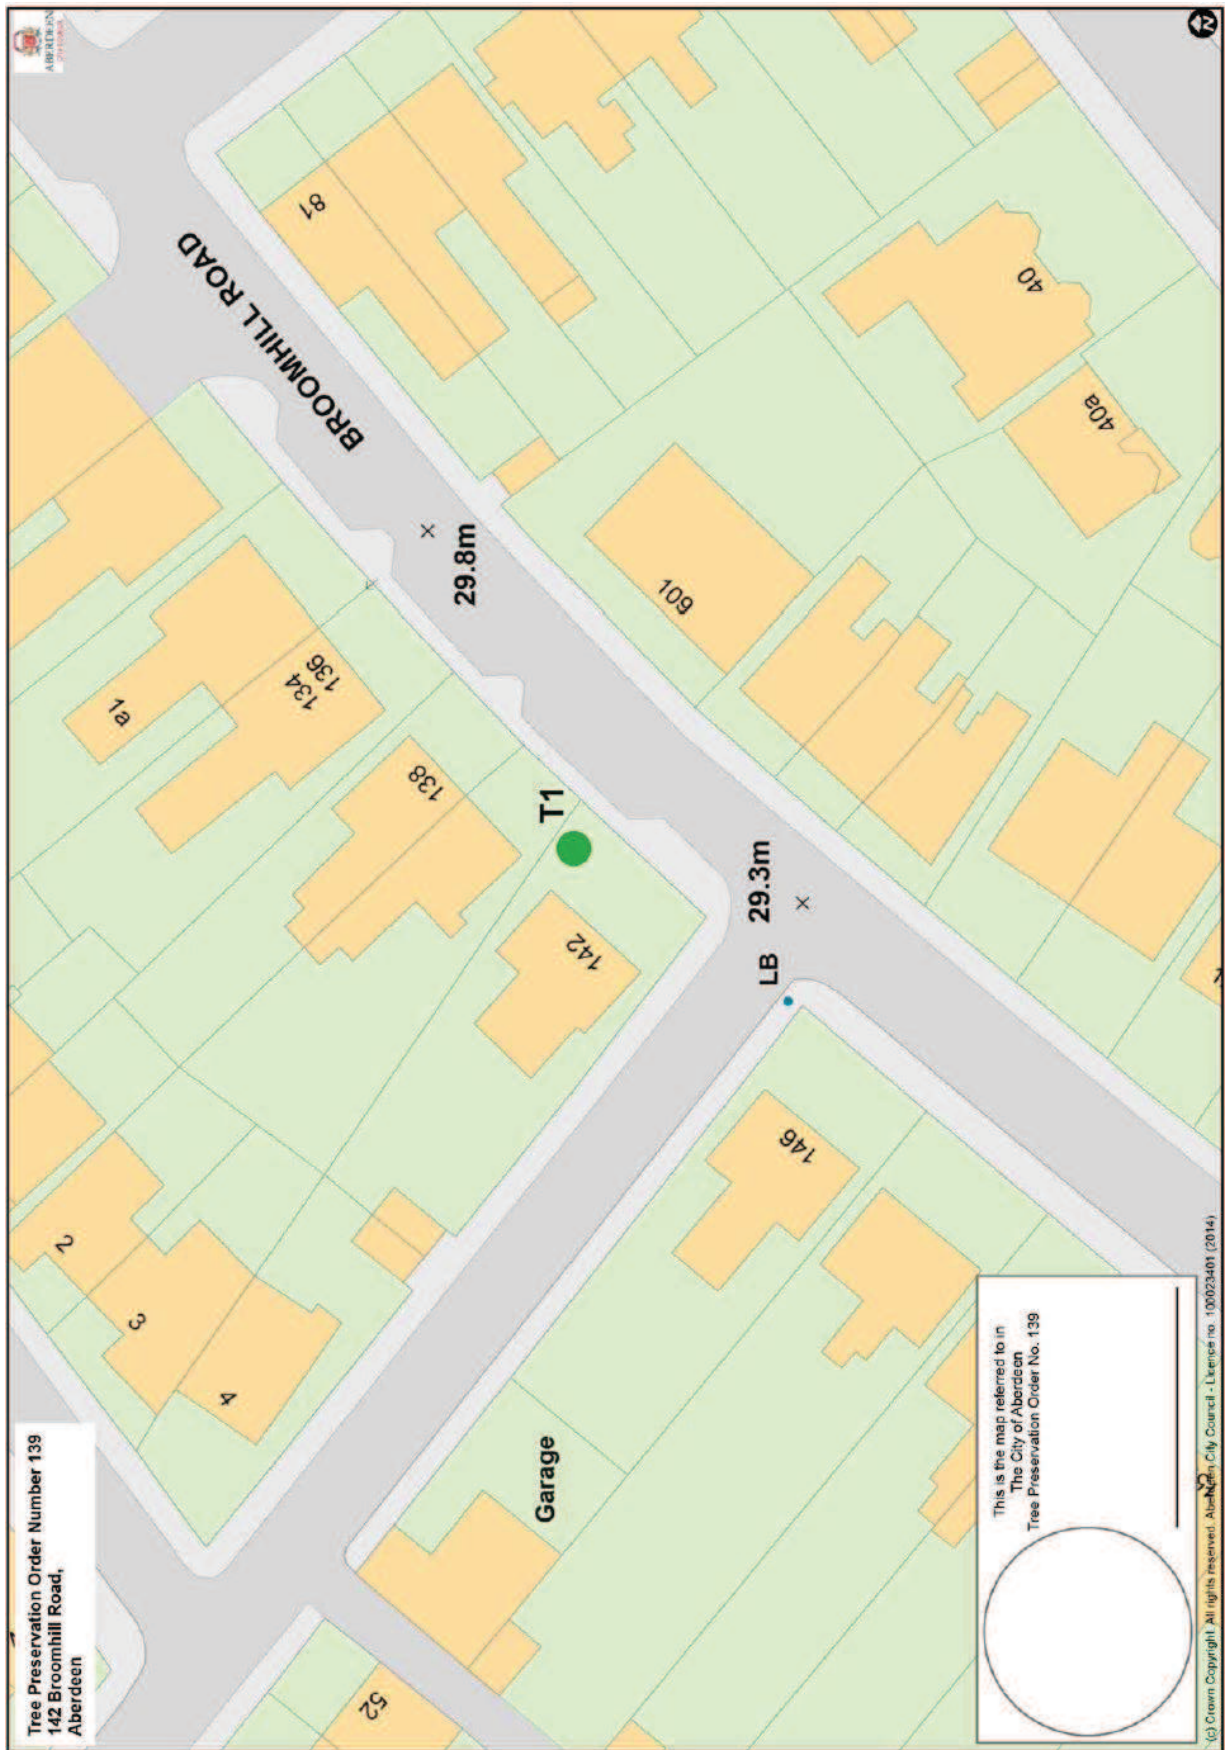 Tree Preservation Order Number 139
142 Broomhill Road,
Aberdeen
ABERDEEN
BROOMHILL ROAD
87
40
40a
109
29.8m
1a
134
136
138
T1
142
29.3m
LB
146
2
3
4
Garage
52
This is the map referred to in
The City of Aberdeen
Tree Preservation Order No. 139
(c) Crown Copyright. All rights reserved. Aberdeen City Council - Licence no. 100023401 (2014)
N